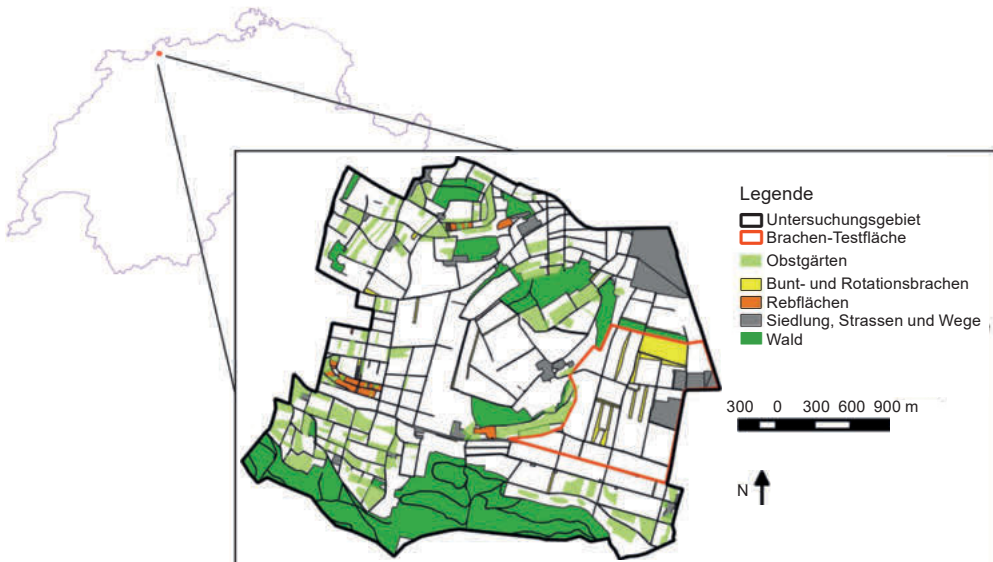 Legende
Untersuchungsgebiet
Brachen-Testfläche
Obstgärten
Bunt- und Rotationsbrachen
Rebflächen
Siedlung, Strassen und Wege
Wald
300 0 300 600 900 m
N